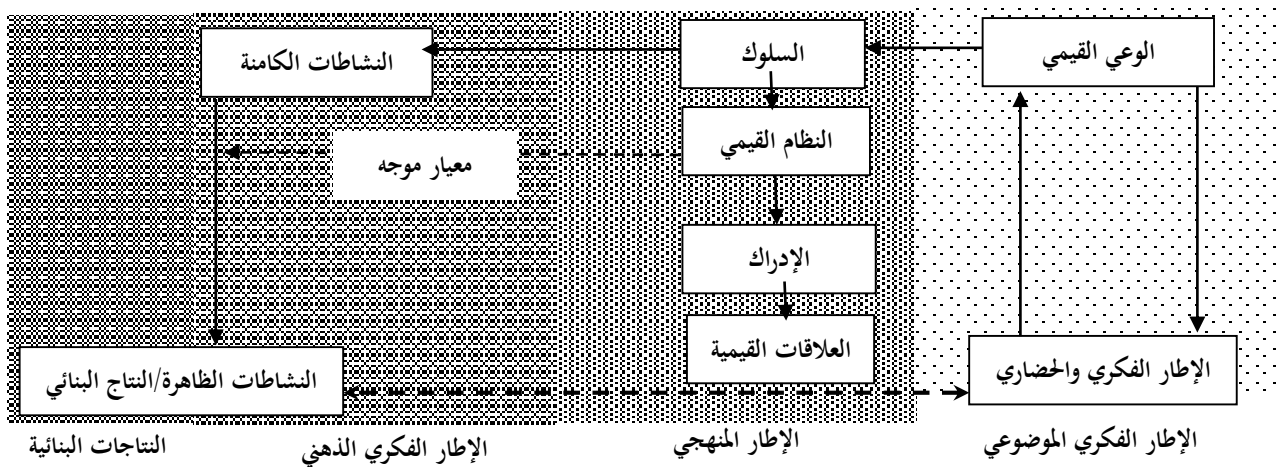 الوعي القيمي
السلوك
النشاطات الكامنة
النظام القيمي
معيار موجه
الإدراك
العلاقات القيمية
الإطار الفكري والحضاري
النشاطات الظاهرة/النتاج البنائي
الإطار الفكري الموضوعي
الإطار المنهجي
الإطار الفكري الذهني
النتاجات البنائية